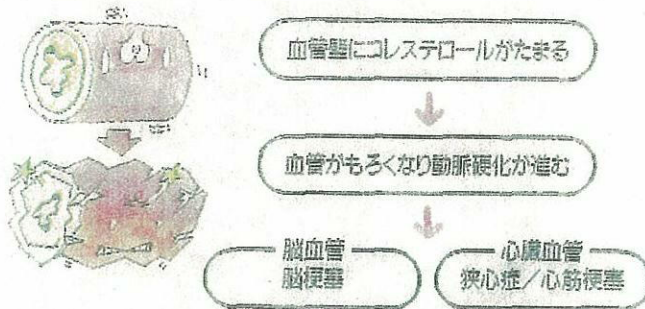 血管壁にコレステロールがたまる
血管がもろくなり動脈硬化が進む
脳血管
脳梗塞
心臓血管
狭心症／心筋梗塞